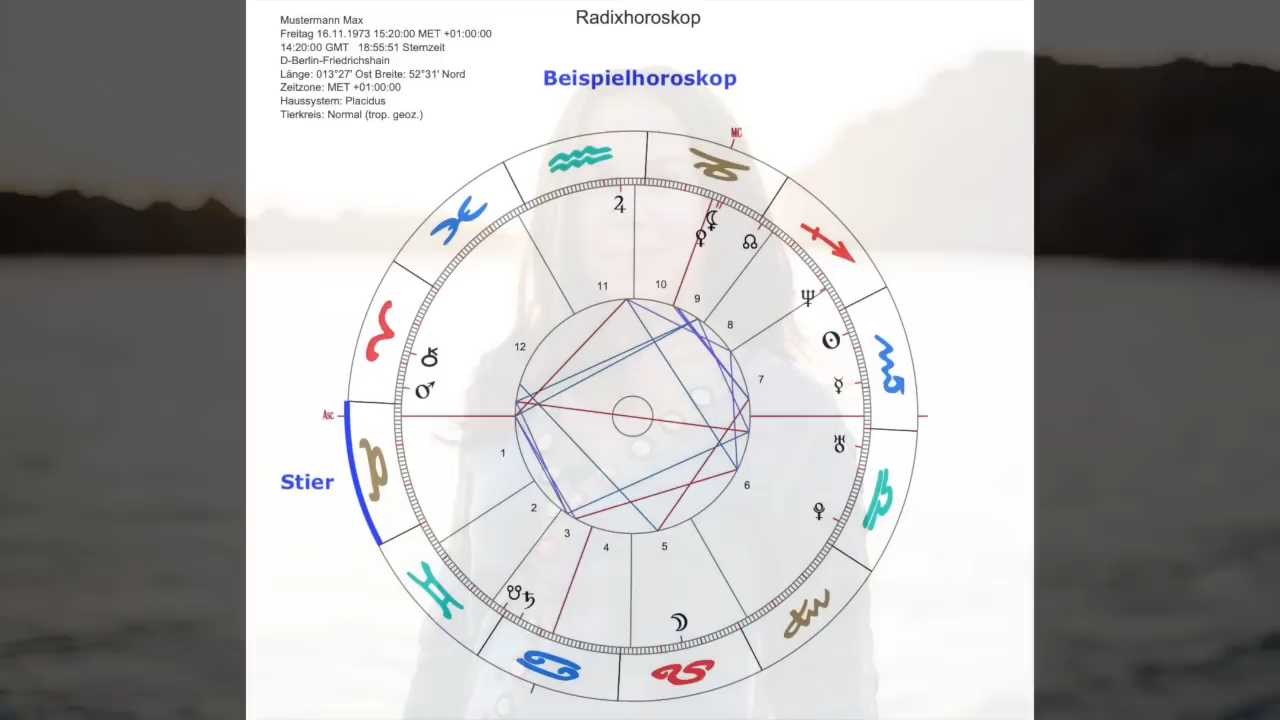 Radixhoroskop
Mustermann Max
Freitag 16.11.1973 15:20:00 MET +01:00:00
14:20:00 GMT 18:55:51 Sternzeit
D-Berlin-Friedrichshain
Länge: 013°27' Ost Breite: 52°31' Nord
Zeitzone: MET +01:00:00
Haussystem: Placidus
Tierkreis: Normal (trop. geoz.)
Beispielhoroskop
MC
11 10
9
8
12
7
Asc
1
Stier
6
2
3
4 5